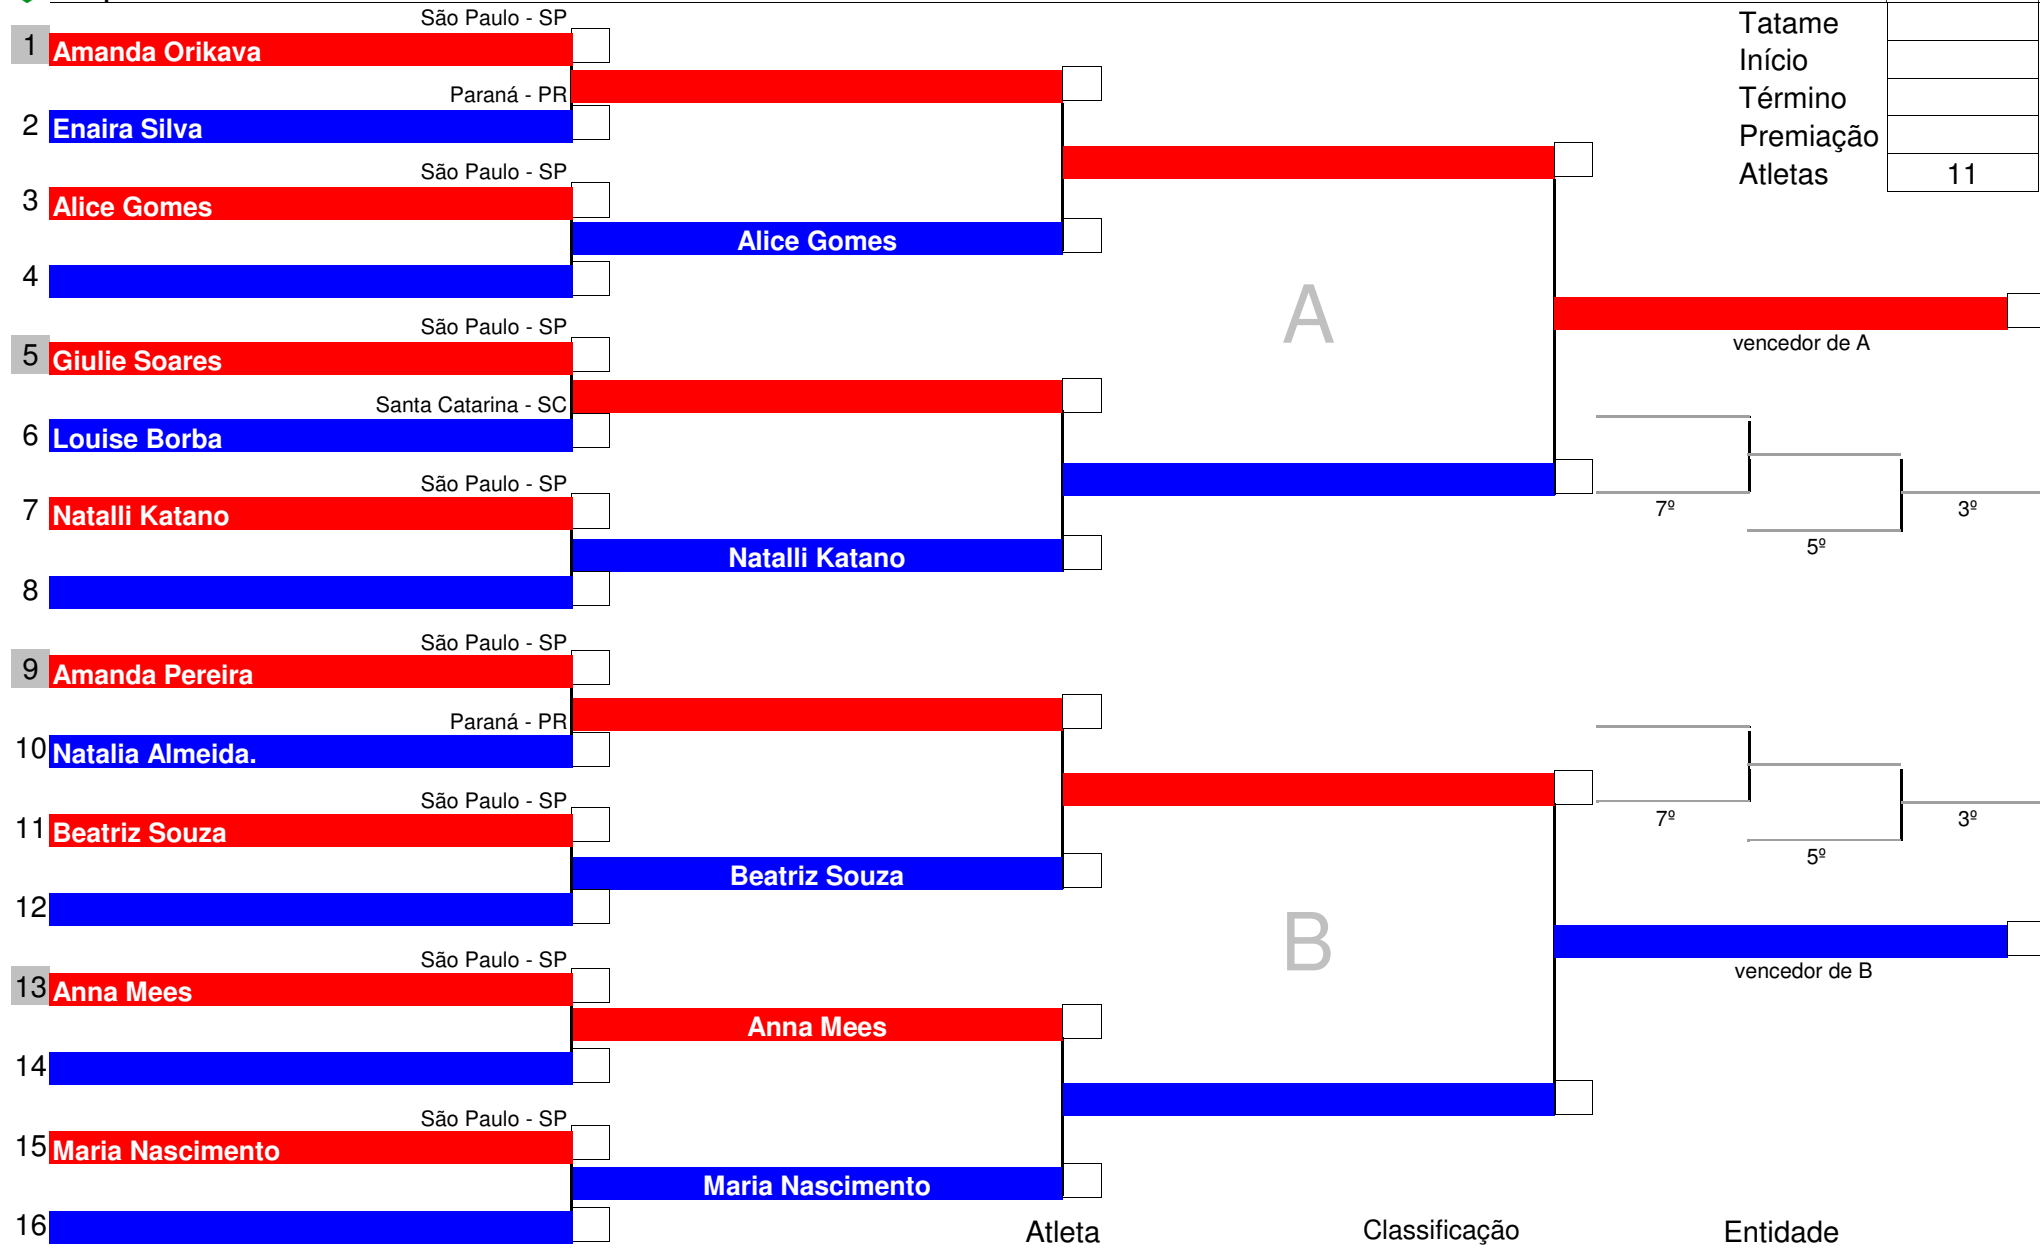 São Paulo - SP
Tatame
1 Amanda Orikava
Início
Paraná - PR
Término
2 Enaira Silva
Premiação
São Paulo - SP
Atletas 11
3 Alice Gomes
Alice Gomes
4
A
São Paulo - SP
vencedor de A
5 Giulie Soares
Santa Catarina - SC
6 Louise Borba
São Paulo - SP
7 Natalli Katano
7º 3º
5º
Natalli Katano
8
São Paulo - SP
9 Amanda Pereira
Paraná - PR
10 Natalia Almeida.
São Paulo - SP
11 Beatriz Souza
7º 3º
5º
Beatriz Souza
12
B
São Paulo - SP
vencedor de B
13 Anna Mees
Anna Mees
14
São Paulo - SP
15 Maria Nascimento
Maria Nascimento
16
Atleta Classificação Entidade